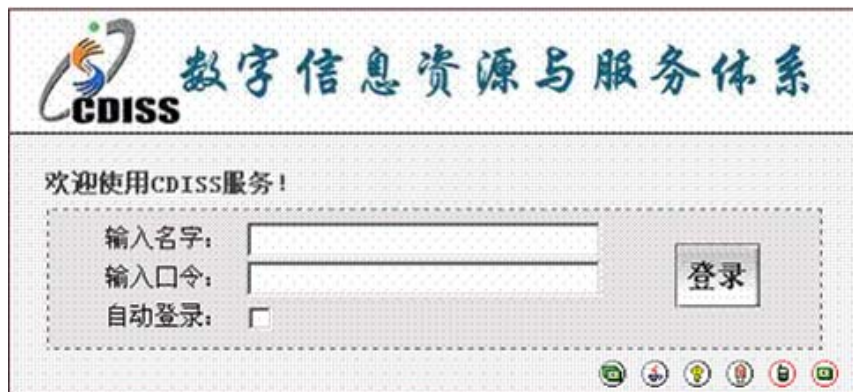 CDISS
数字信息资源与服务体系
欢迎使用CDISS服务!
输入名字:
输入口令:
登录
自动登录: